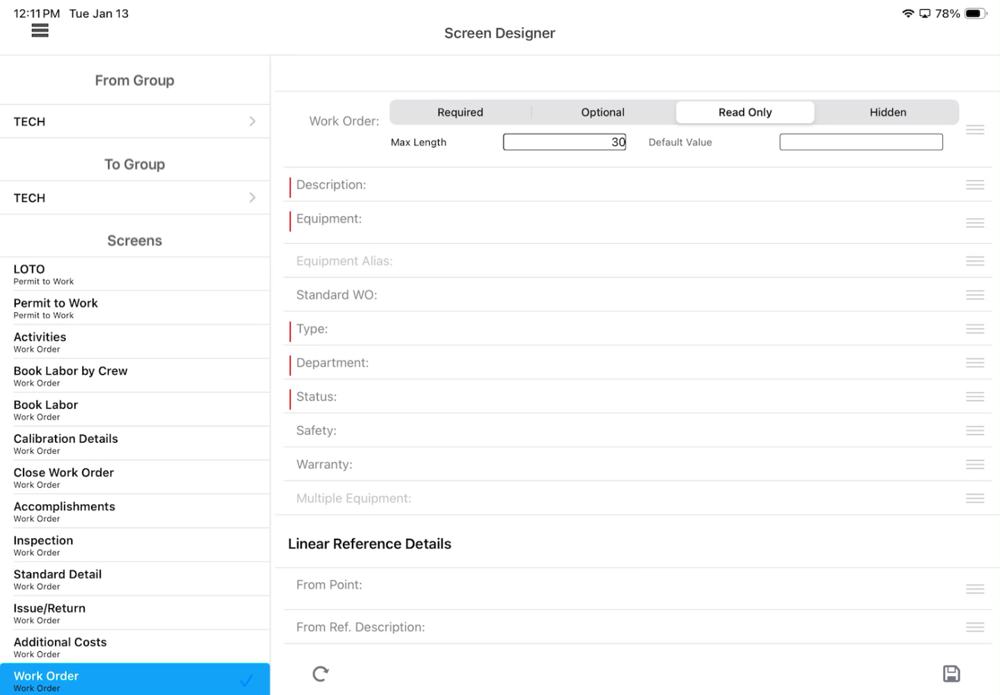 12:11 PM Tue Jan 13
78%
Screen Designer
From Group
TECH
To Group
TECH
Screens
LOTO
Permit to Work
Permit to Work
Permit to Work
Activities
Work Order
Book Labor by Crew
Work Order
Book Labor
Work Order
Calibration Details
Work Order
Close Work Order
Work Order
Accomplishments
Work Order
Inspection
Work Order
Standard Detail
Work Order
Issue/Return
Work Order
Additional Costs
Work Order
Work Order
Work Order
Work Order: Required Optional Read Only Hidden
Max Length 30 Default Value
Description:
Equipment:
Equipment Alias:
Standard WO:
Type:
Department:
Status:
Safety:
Warranty:
Multiple Equipment:
Linear Reference Details
From Point:
From Ref. Description: